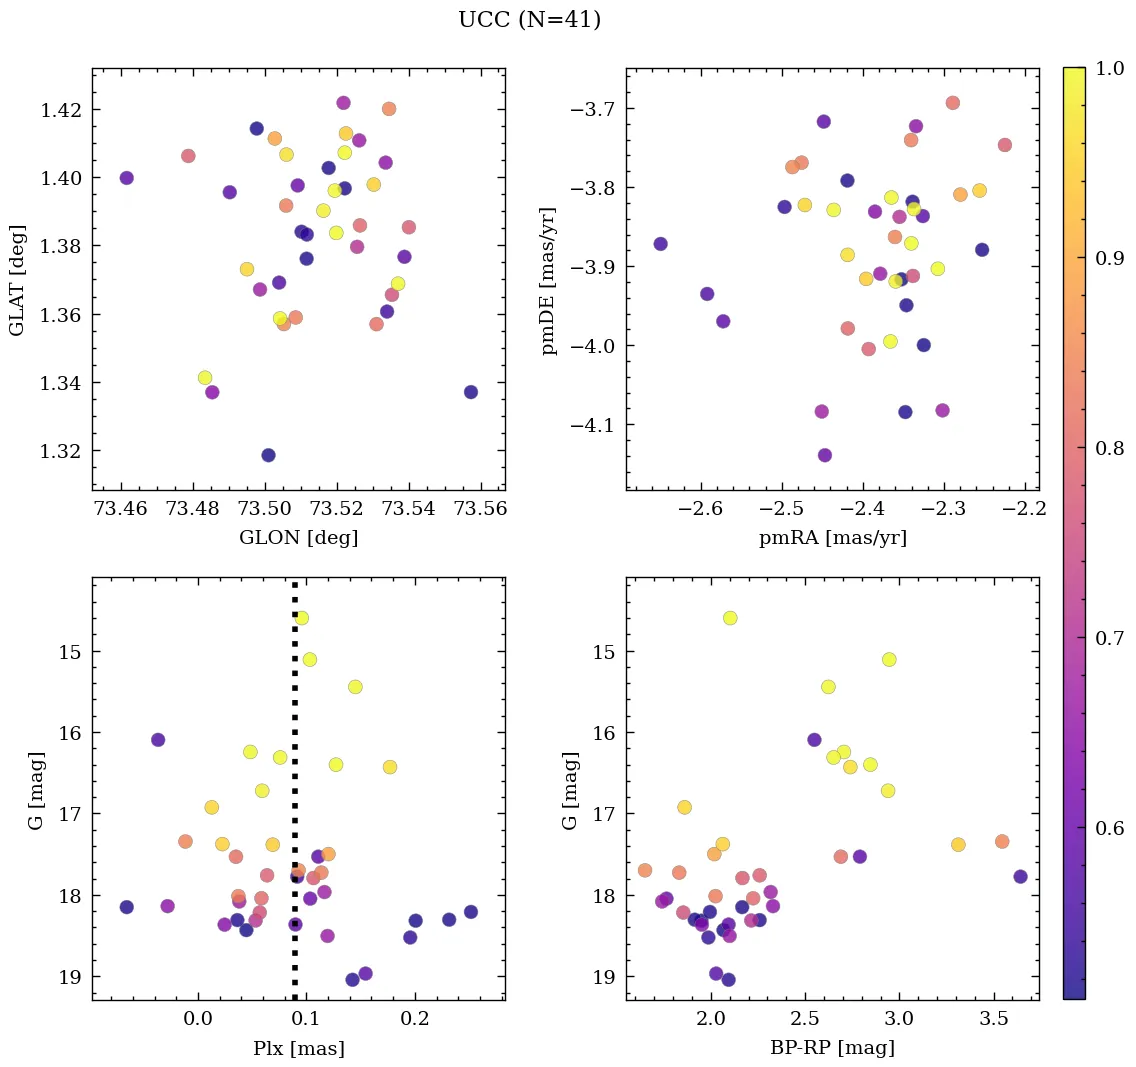 UCC (N=41)
1.42
1.40
1.38
1.36
1.34
1.32
GLAT [deg]
73.46 73.48 73.50 73.52 73.54 73.56
GLON [deg]
−3.7
−3.8
−3.9
−4.0
−4.1
pmDE [mas/yr]
−2.6 −2.5 −2.4 −2.3 −2.2
pmRA [mas/yr]
15
16
17
18
19
G [mag]
0.0 0.1 0.2
Plx [mas]
15
16
17
18
19
G [mag]
2.0 2.5 3.0 3.5
BP-RP [mag]
1.0
0.9
0.8
0.7
0.6